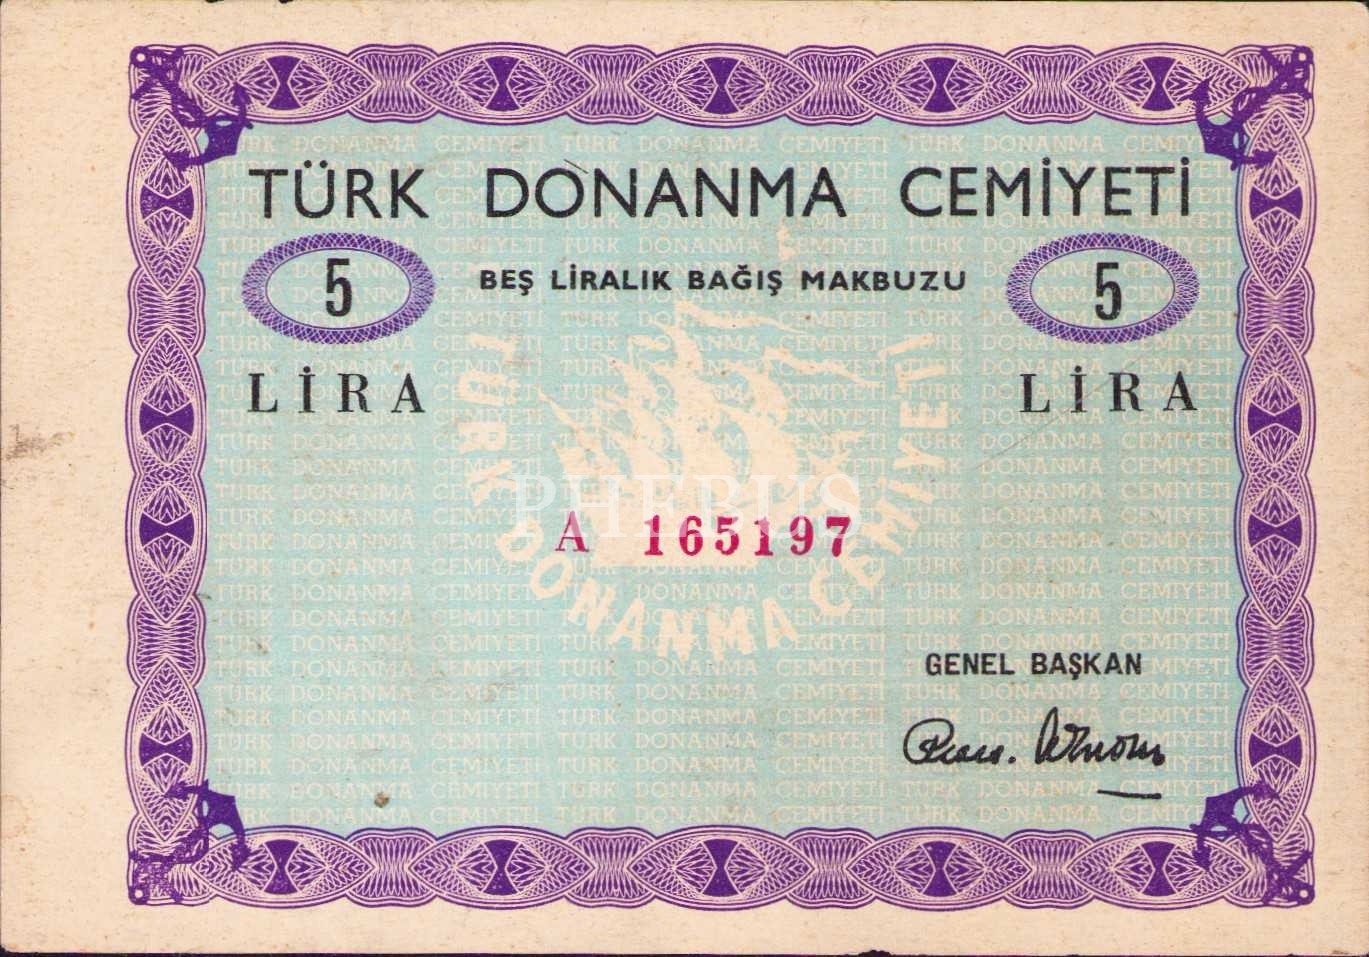 TÜRK DONANMA CEMİYETİ
5 BEŞ LİRALIK BAĞIŞ MAKBUZU 5
LİRA LİRA
TÜRK DONANMA CEMİYETİ
PHEBUS
A 165197
GENEL BAŞKAN